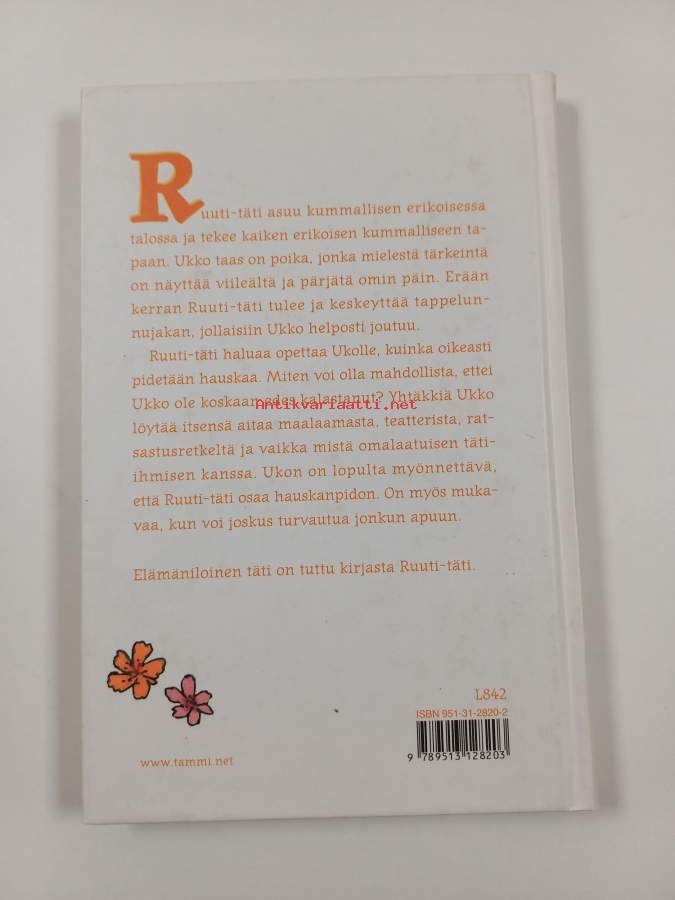 Ruuti-täti asuu kummallisen erikoisessa
talossa ja tekee kaiken erikoisen kummalliseen ta-
paan. Ukko taas on poika, jonka mielestä tärkeintä
on näyttää viileältä ja pärjätä omin päin. Erään
kerran Ruuti-täti tulee ja keskeyttää tappelun-
nujakan, jollaisiin Ukko helposti joutuu.
Ruuti-täti haluaa opettaa Ukolle, kuinka oikeasti
pidetään hauskaa. Miten voi olla mahdollista, ettei
Ukko ole koskaan edes kalastanut? Yhtäkkiä Ukko
Antikvariaatti.net
löytää itsensä aitaa maalaamasta, teatterista, rat-
sastusretkeltä ja vaikka mistä omalaatuisen täti-
ihmisen kanssa. Ukon on lopulta myönnettävä,
että Ruuti-täti osaa hauskanpidon. On myös muka-
vaa, kun voi joskus turvautua jonkun apuun.
Elämäniloinen täti on tuttu kirjasta Ruuti-täti.
L842
ISBN 951-31-2820-2
9 789513 128203
www.tammi.net